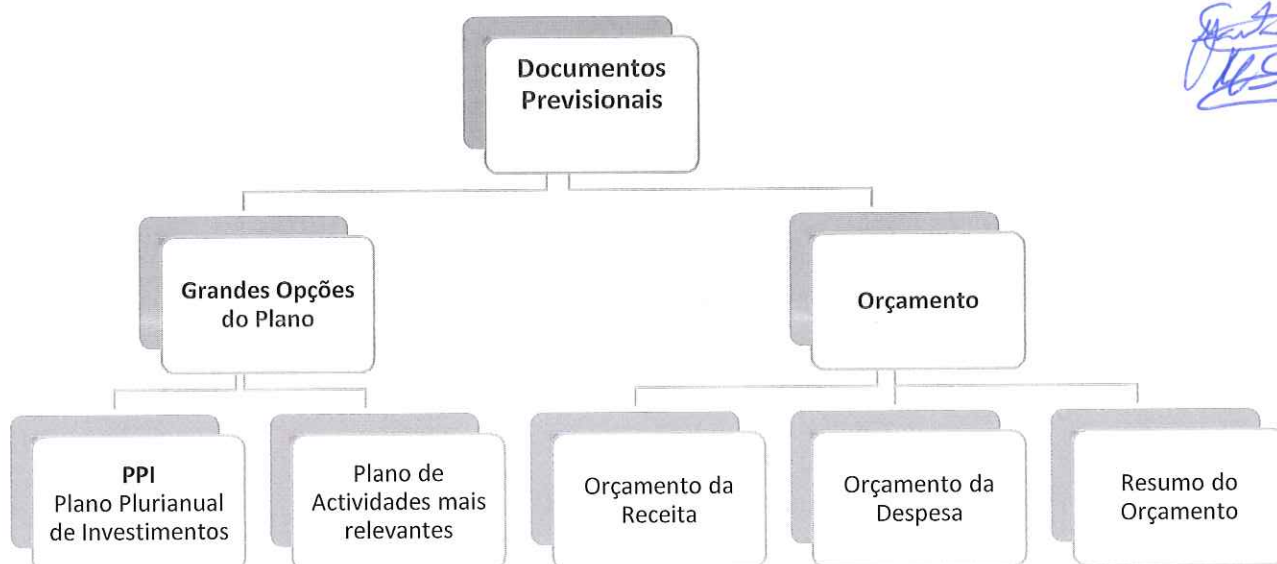 Documentos
Previsionais
Grandes Opções
do Plano
Orçamento
PPI
Plano Plurianual
de Investimentos
Plano de
Actividades mais
relevantes
Orçamento da
Receita
Orçamento da
Despesa
Resumo do
Orçamento